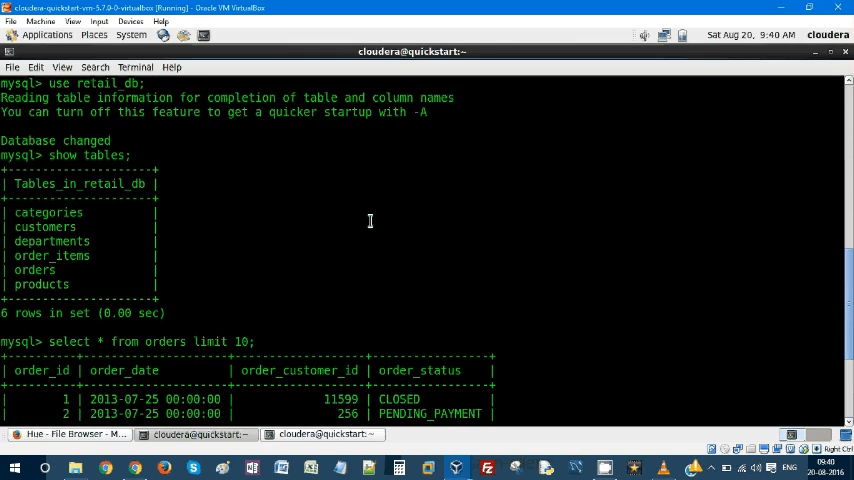 cloudera-quickstart-vm-5.7.0-0-virtualbox [Running] - Oracle VM VirtualBox
File Machine View Input Devices Help
Applications Places System Sat Aug 20, 9:40 AM cloudera
cloudera@quickstart:~
File Edit View Search Terminal Help
mysql> use retail_db;
Reading table information for completion of table and column names
You can turn off this feature to get a quicker startup with -A
Database changed
mysql> show tables;
+---------------------+
| Tables_in_retail_db |
+---------------------+
| categories          |
| customers           |
| departments         |
| order_items         |
| orders              |
| products            |
+---------------------+
6 rows in set (0.00 sec)
mysql> select * from orders limit 10;
+----------+---------------------+-------------------+-----------------+
| order_id | order_date          | order_customer_id | order_status    |
+----------+---------------------+-------------------+-----------------+
|        1 | 2013-07-25 00:00:00 |             11599 | CLOSED          |
|        2 | 2013-07-25 00:00:00 |               256 | PENDING_PAYMENT |
Hue - File Browser - M... cloudera@quickstart:~ cloudera@quickstart:~
Right Ctrl
ENG
09:40
20-08-2016